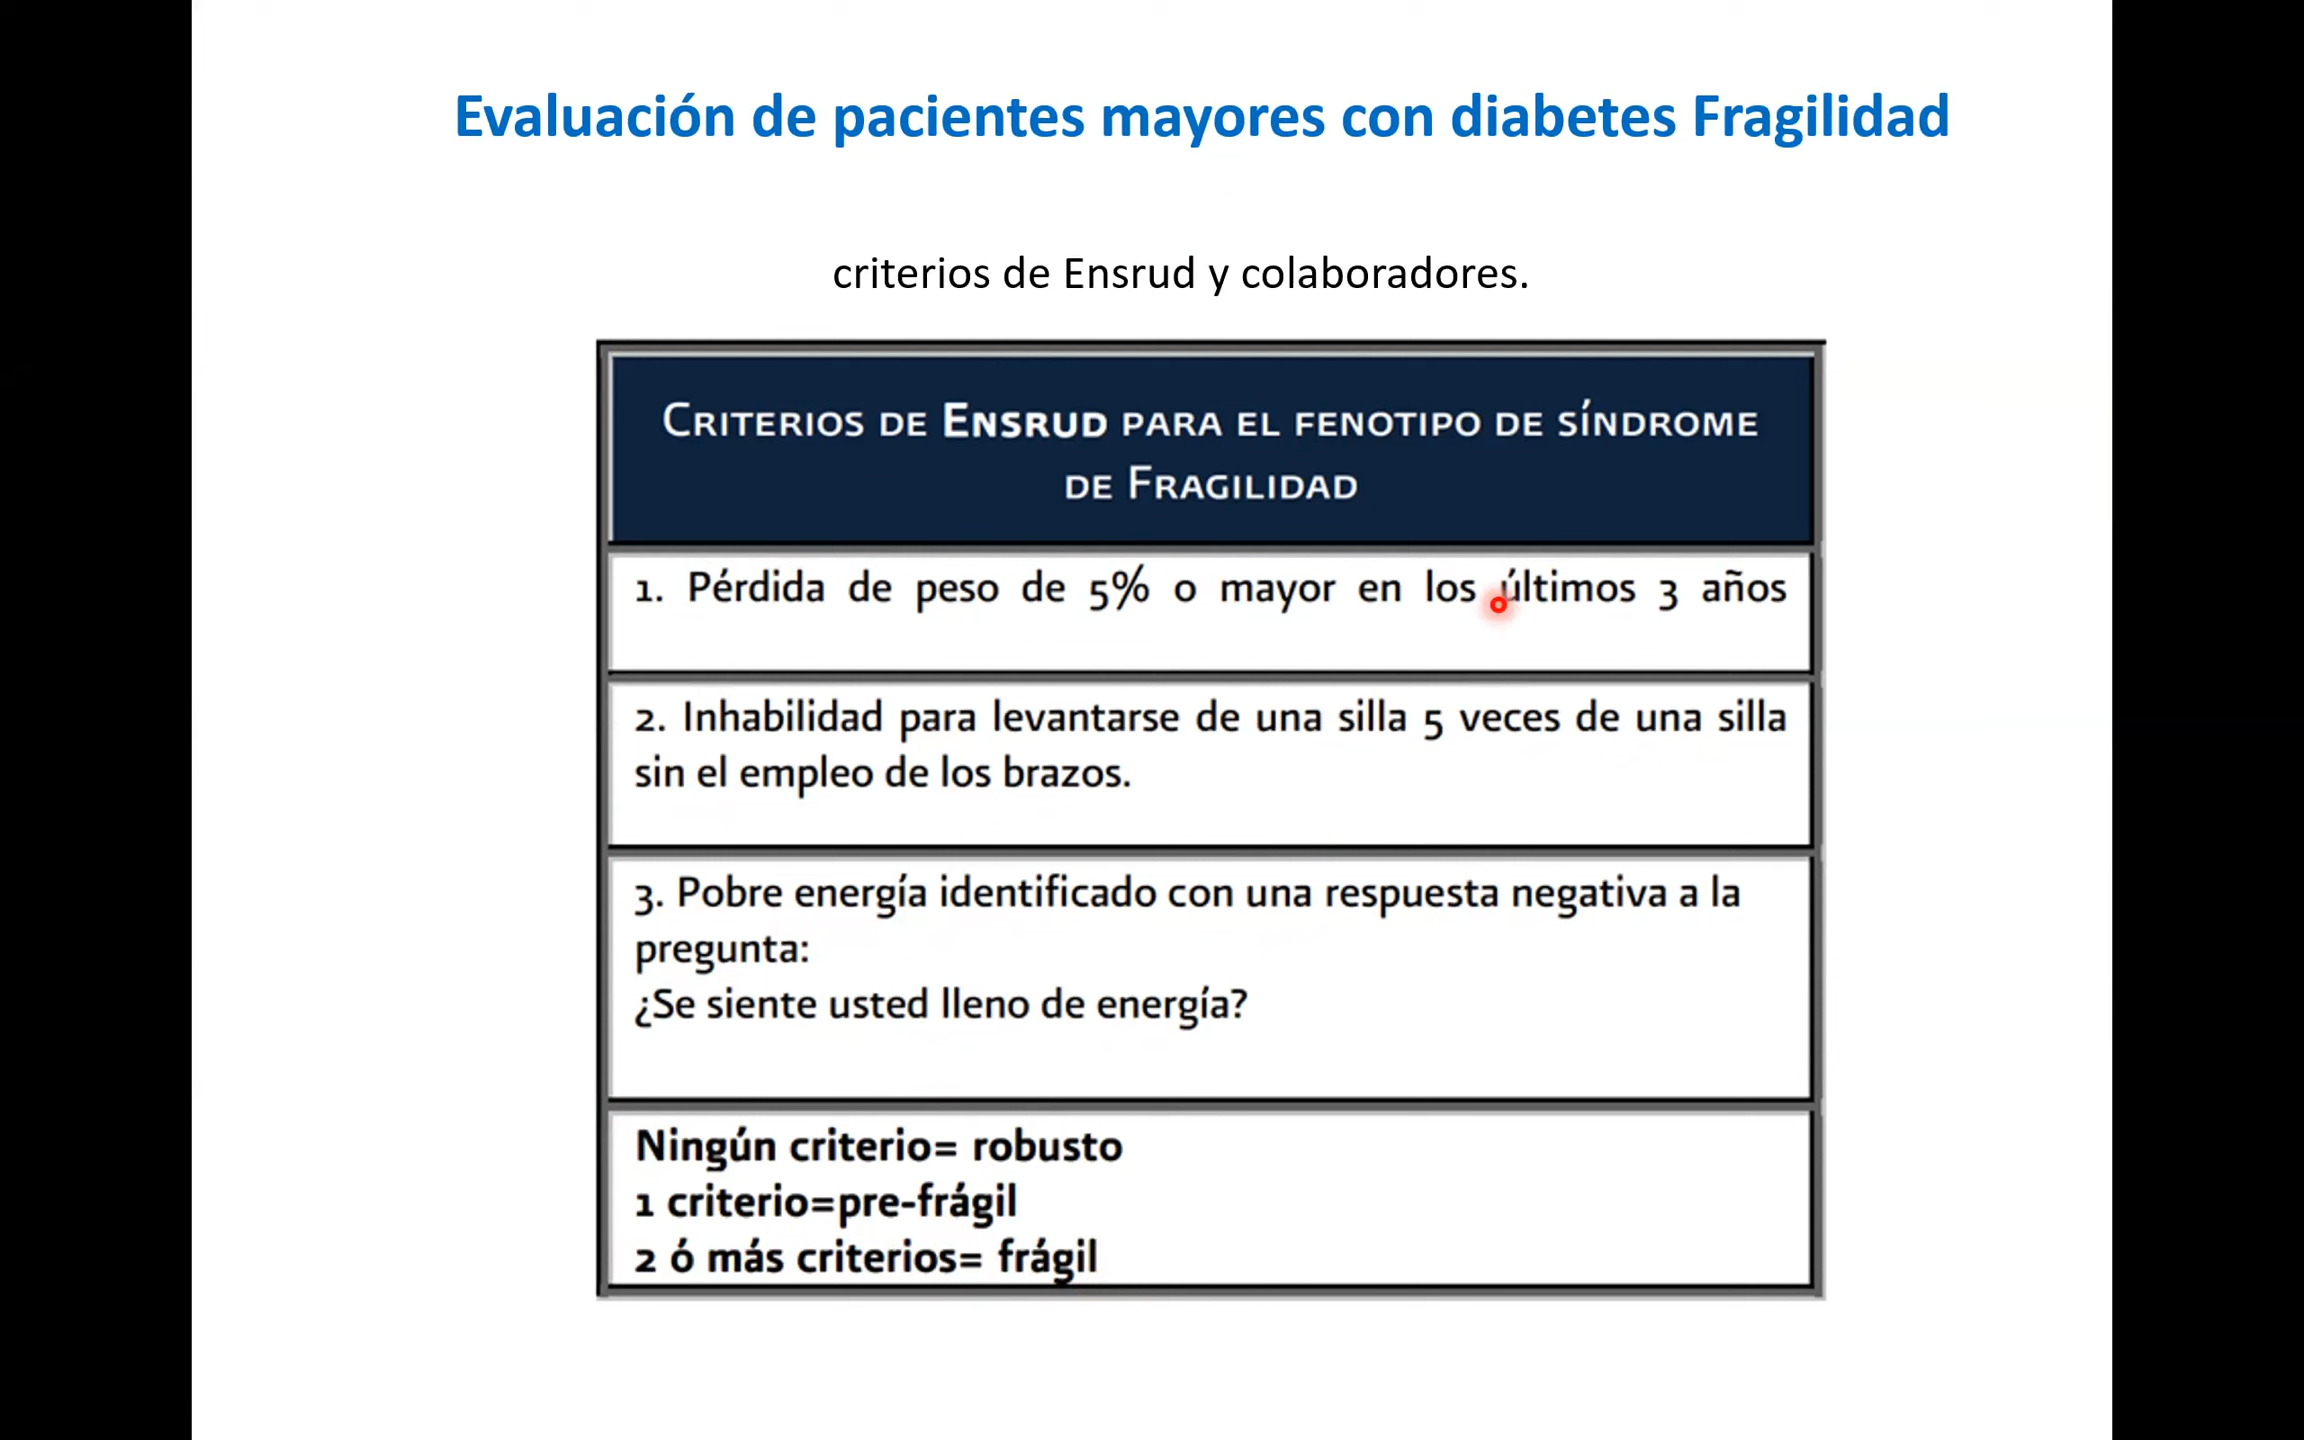 Evaluación de pacientes mayores con diabetes Fragilidad
criterios de Ensrud y colaboradores.
Criterios de Ensrud para el fenotipo de síndrome
de Fragilidad
1. Pérdida de peso de 5% o mayor en los últimos 3 años
2. Inhabilidad para levantarse de una silla 5 veces de una silla
sin el empleo de los brazos.
3. Pobre energía identificado con una respuesta negativa a la
pregunta:
¿Se siente usted lleno de energía?
Ningún criterio= robusto
1 criterio=pre-frágil
2 ó más criterios= frágil